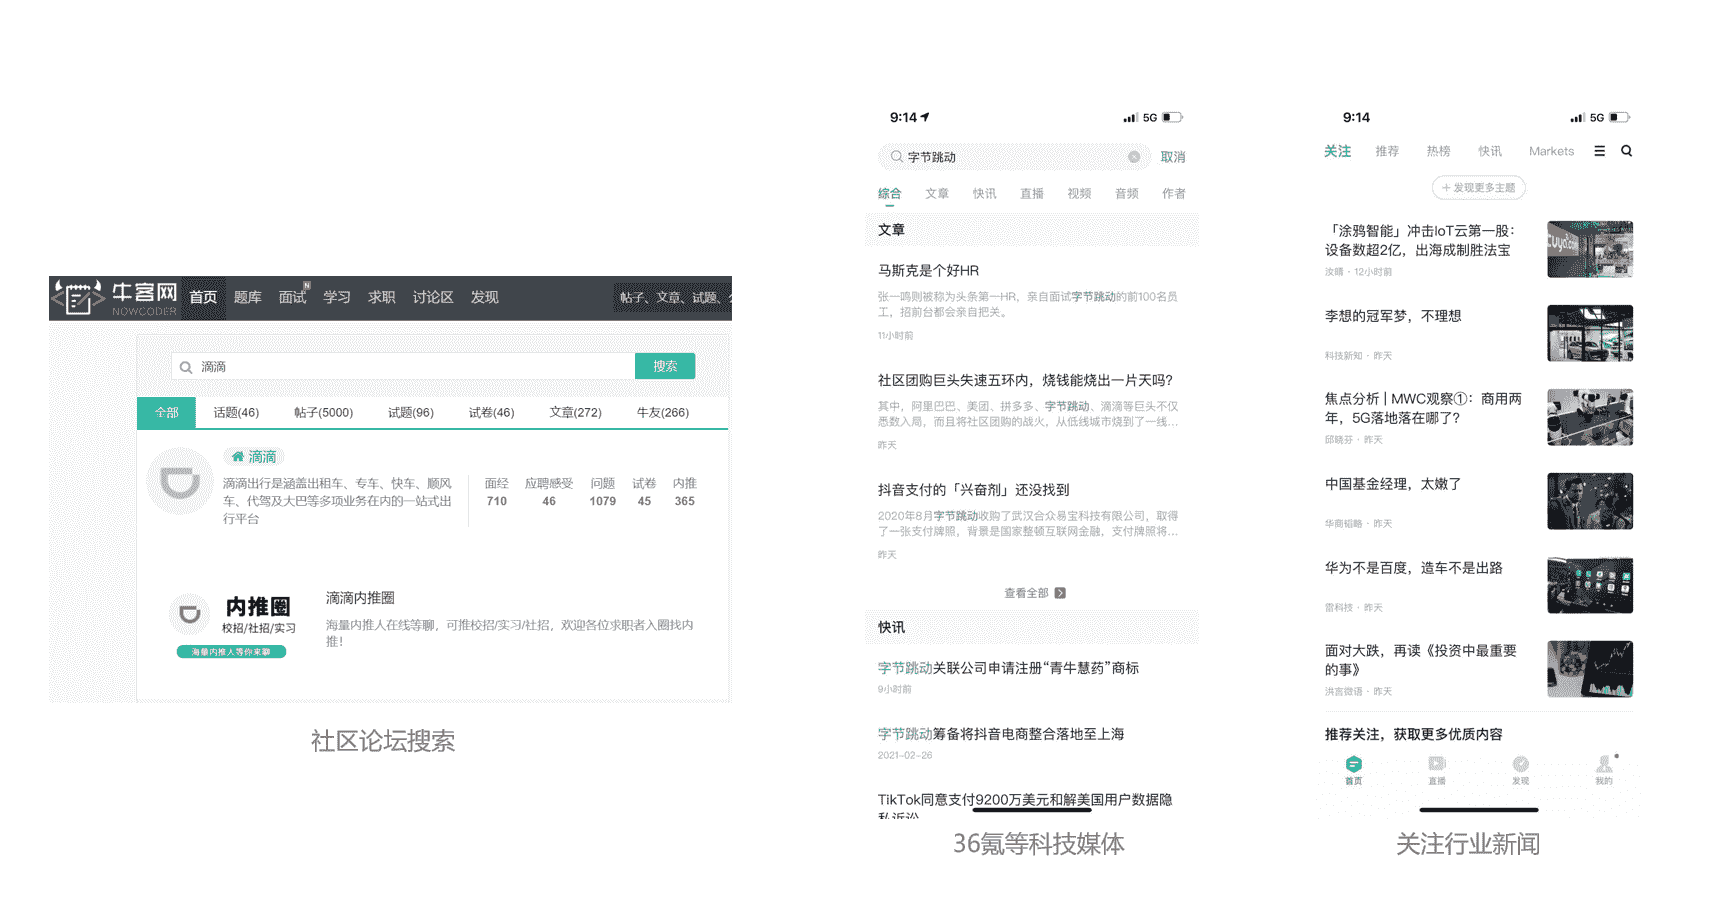 牛客网
NOWCODER
首页 题库 面试 学习 求职 讨论区 发现
N
帖子、文章、试题、
滴滴
搜索
全部 话题(46) 帖子(5000) 试题(96) 试卷(46) 文章(272) 牛友(266)
滴滴
滴滴出行是涵盖出租车、专车、快车、顺风
车、代驾及大巴等多项业务在内的一站式出
行平台
面经 应聘感受 问题 试卷 内推
710 46 1079 45 365
内推圈
校招/社招/实习
海量内推人等你来聊
滴滴内推圈
海量内推人在线等聊，可推校招/实习/社招，欢迎各位求职者入圈找内
推！
社区论坛搜索
9:14
5G
字节跳动
取消
综合 文章 快讯 直播 视频 音频 作者
文章
马斯克是个好HR
张一鸣则被称为头条第一HR，亲自面试字节跳动的前100名员
工，招前台都会亲自把关。
11小时前
社区团购巨头失速五环内，烧钱能烧出一片天吗？
其中，阿里巴巴、美团、拼多多、字节跳动、滴滴等巨头不仅
悉数入局，而且将社区团购的战火，从低线城市烧到了一线...
昨天
抖音支付的「兴奋剂」还没找到
2020年8月字节跳动收购了武汉合众易宝科技有限公司，取得
了一张支付牌照，背景是国家整顿互联网金融，支付牌照将...
昨天
查看全部
快讯
字节跳动关联公司申请注册“青牛慧药”商标
9小时前
字节跳动筹备将抖音电商整合落地至上海
2021-02-26
TikTok同意支付9200万美元和解美国用户数据隐
私诉讼
36氪等科技媒体
9:14
5G
关注 推荐 热榜 快讯 Markets
+ 发现更多主题
「涂鸦智能」冲击IoT云第一股：
设备数超2亿，出海成制胜法宝
汝晴 · 12小时前
tuya.com
李想的冠军梦，不理想
科技新知 · 昨天
焦点分析 | MWC观察①：商用两
年，5G落地落在哪了？
邱晓芬 · 昨天
中国基金经理，太嫩了
华商韬略 · 昨天
华为不是百度，造车不是出路
雷科技 · 昨天
面对大跌，再读《投资中最重要
的事》
洪言微语 · 昨天
推荐关注，获取更多优质内容
首页 直播 发现 我的
关注行业新闻